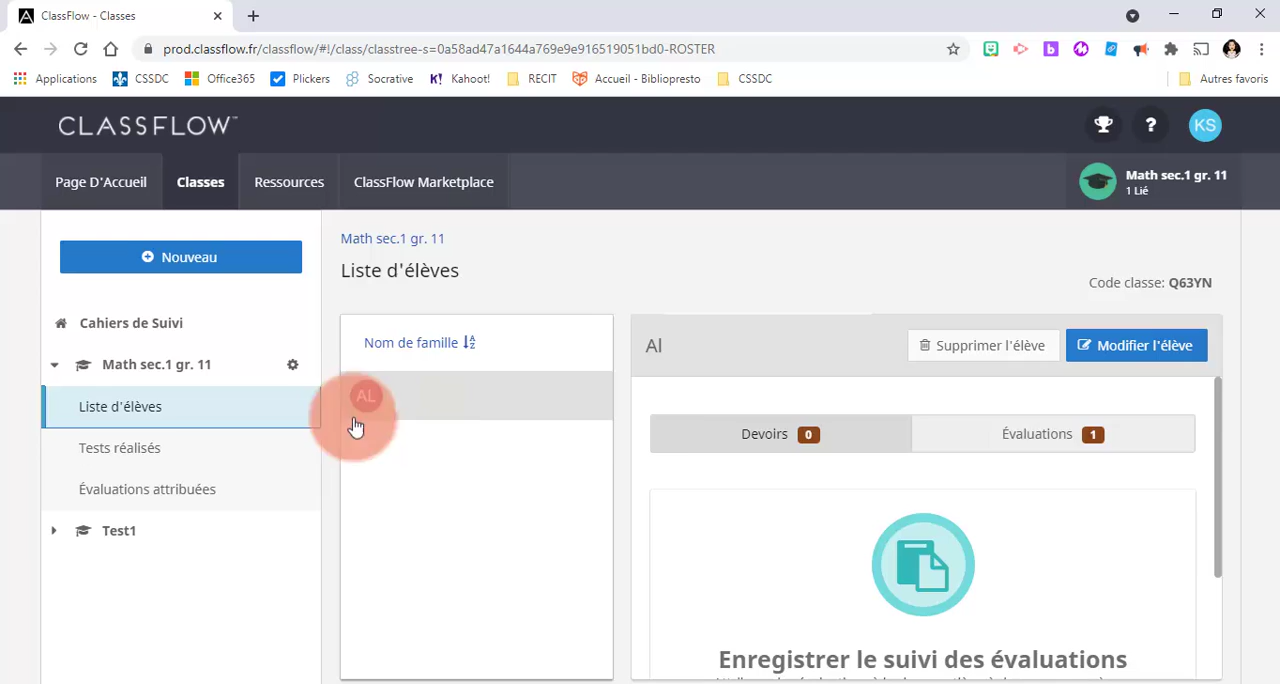 ClassFlow - Classes
prod.classflow.fr/classflow/#!/class/classtree-s=0a58ad47a1644a769e9e916519051bd0-ROSTER
Applications CSSDC Office365 Plickers Socrative Kahoot! RECIT Accueil - Bibliopresto CSSDC Autres favoris
CLASSFLOW™
? KS
Page D'Accueil Classes Ressources ClassFlow Marketplace
Math sec.1 gr. 11
1 Lié
Nouveau
Cahiers de Suivi
Math sec.1 gr. 11
Liste d'élèves
Tests réalisés
Évaluations attribuées
Test1
Math sec.1 gr. 11
Liste d'élèves
Code classe: Q63YN
Nom de famille
AL
Al
Supprimer l'élève
Modifier l'élève
Devoirs 0
Évaluations 1
Enregistrer le suivi des évaluations